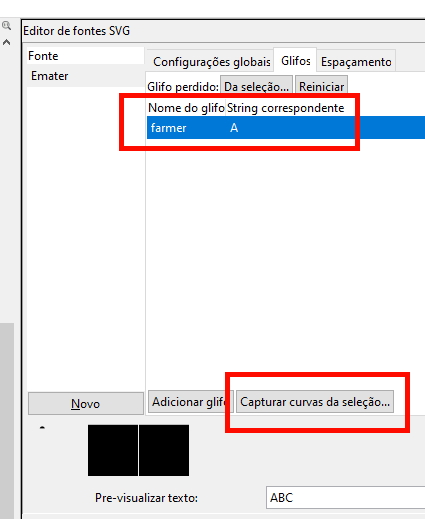 Editor de fontes SVG
Fonte
Emater
Configurações globais Glifos Espaçamento
Glifo perdido: Da seleção... Reiniciar
Nome do glifo String correspondente
farmer A
Novo
Adicionar glifo Capturar curvas da seleção...
Pre-visualizar texto: ABC